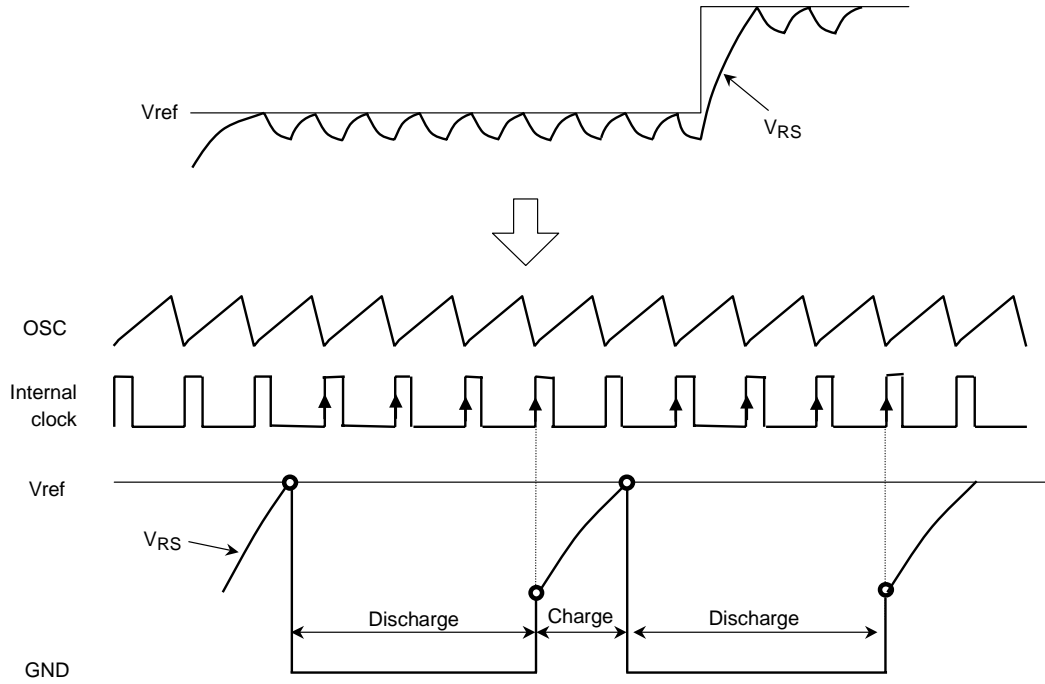 Vref
VRS
OSC
Internal
clock
Vref
VRS
Discharge
Charge
Discharge
GND